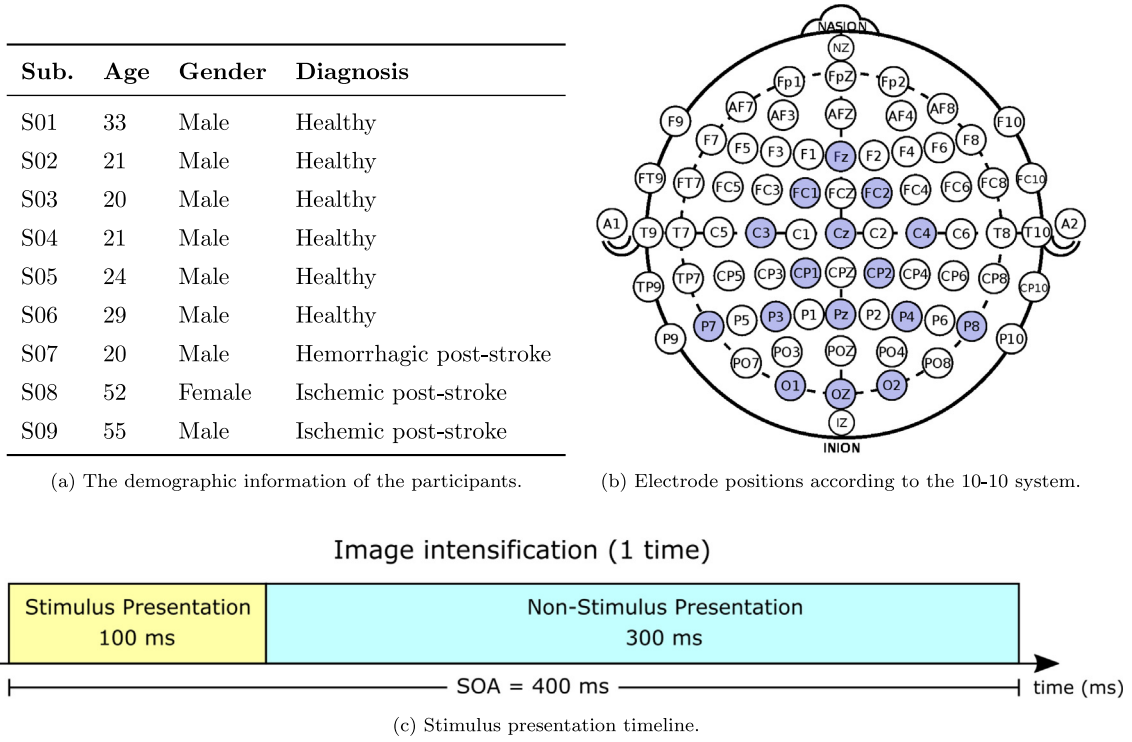 Sub. Age Gender Diagnosis
S01 33 Male Healthy
S02 21 Male Healthy
S03 20 Male Healthy
S04 21 Male Healthy
S05 24 Male Healthy
S06 29 Male Healthy
S07 20 Male Hemorrhagic post-stroke
S08 52 Female Ischemic post-stroke
S09 55 Male Ischemic post-stroke
(a) The demographic information of the participants.
NASION
NZ
Fp1 FpZ Fp2
AF7 AF3 AFZ AF4 AF8
F9 F7 F5 F3 F1 Fz F2 F4 F6 F8 F10
FT9 FT7 FC5 FC3 FC1 FCZ FC2 FC4 FC6 FC8 FC10
A1 T9 T7 C5 C3 C1 Cz C2 C4 C6 T8 T10 A2
TP9 TP7 CP5 CP3 CP1 CPZ CP2 CP4 CP6 CP8 CP10
P9 P7 P5 P3 P1 Pz P2 P4 P6 P8 P10
PO7 PO3 POZ PO4 PO8
O1 OZ O2
IZ
INION
(b) Electrode positions according to the 10-10 system.
Image intensification (1 time)
Stimulus Presentation
100 ms
Non-Stimulus Presentation
300 ms
SOA = 400 ms
time (ms)
(c) Stimulus presentation timeline.